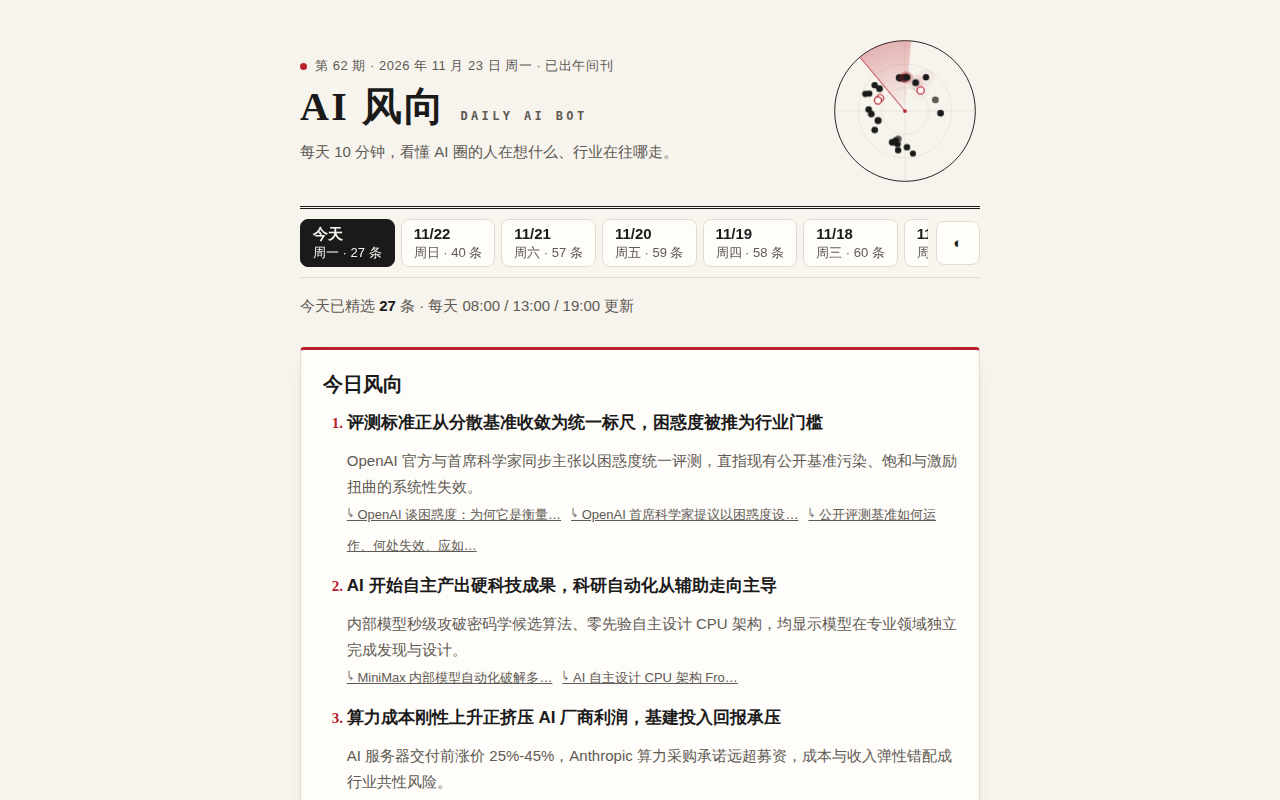 第 62 期 · 2026 年 11 月 23 日 周一 · 已出午间刊
AI 风向 DAILY AI BOT
每天 10 分钟，看懂 AI 圈的人在想什么、行业在往哪走。
今天
周一 · 27 条
11/22
周日 · 40 条
11/21
周六 · 57 条
11/20
周五 · 59 条
11/19
周四 · 58 条
11/18
周三 · 60 条
今天已精选 27 条 · 每天 08:00 / 13:00 / 19:00 更新
今日风向
1. 评测标准正从分散基准收敛为统一标尺，困惑度被推为行业门槛
OpenAI 官方与首席科学家同步主张以困惑度统一评测，直指现有公开基准污染、饱和与激励
扭曲的系统性失效。
↳ OpenAI 谈困惑度：为何它是衡量… ↳ OpenAI 首席科学家提议以困惑度设… ↳ 公开评测基准如何运
作、何处失效、应如…
2. AI 开始自主产出硬科技成果，科研自动化从辅助走向主导
内部模型秒级攻破密码学候选算法、零先验自主设计 CPU 架构，均显示模型在专业领域独立
完成发现与设计。
↳ MiniMax 内部模型自动化破解多… ↳ AI 自主设计 CPU 架构 Fro…
3. 算力成本刚性上升正挤压 AI 厂商利润，基建投入回报承压
AI 服务器交付前涨价 25%-45%，Anthropic 算力采购承诺远超募资，成本与收入弹性错配成
行业共性风险。